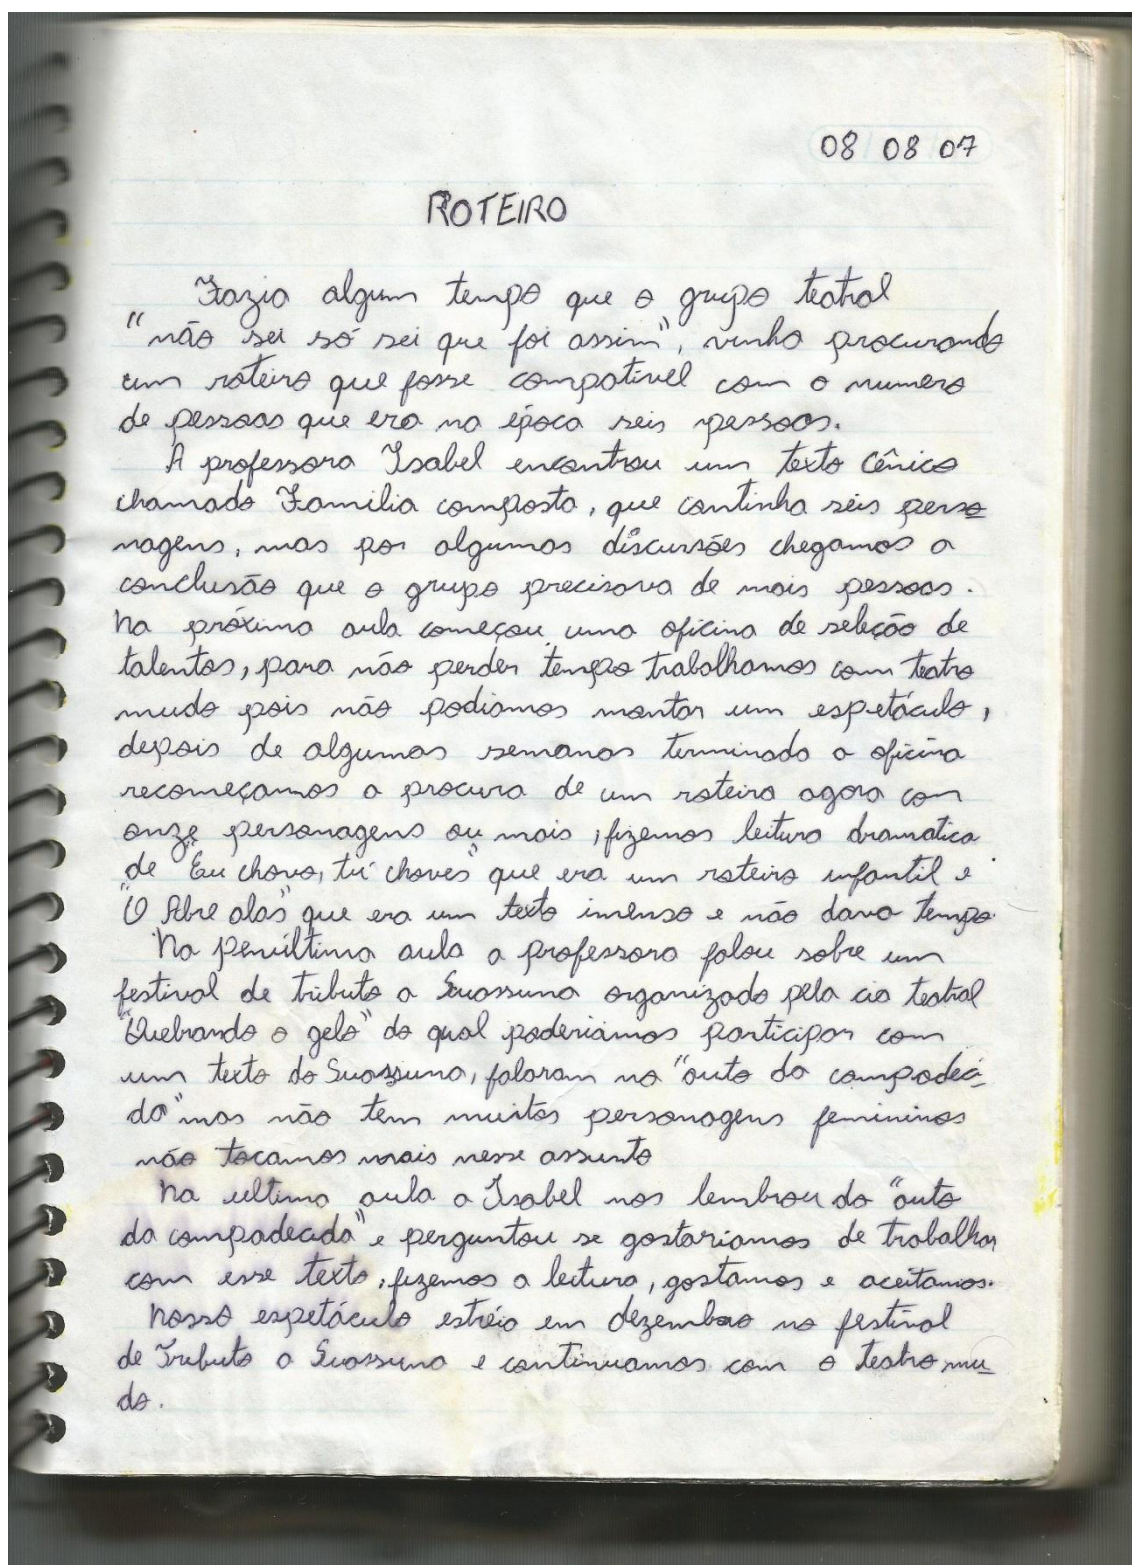 08 08 07
ROTEIRO
Fazia algum tempo que o grupo teatral
"não sei só sei que foi assim", vinha procurando
um roteiro que fosse compatível com o numero
de pessoas que era na época seis pessoas.
A professora Isabel encontrou um texto cênico
chamado Familia composta, que continha seis perso
nagens, mas por algumas discursões chegamos a
conclusão que o grupo precisava de mais pessoas.
Na próxima aula começou uma oficina de seleção de
talentos, para não perder tempo trabalhamos com teatro
mudo pois não podiamos montar um espetáculo,
depois de algumas semanas terminado a oficina
recomeçamos a procura de um roteiro agora com
onze personagens ou mais, fizemos leitura dramatica
de "Eu chovo, tu choves" que era um roteiro infantil e
"O Abre alas" que era um texto imenso e não dava tempo.
Na penúltima aula a professora falou sobre um
festival de tributo a Suassuna organizado pela cia teatral
"Quebrando o gelo" do qual poderiamos participar com
um texto do Suassuna, falaram no "auto da compadeci-
da" mas não tem muitos personagens femininos
não tocamos mais nesse assunto
Na ultima aula a Isabel nos lembrou do "auto
da compadecida" e perguntou se gostariamos de trabalhar
com esse texto, fizemos a leitura, gostamos e aceitamos.
Nosso espetáculo estréia em dezembro no festival
de Tributo a Suassuna e continuamos com o teatro mu
do.